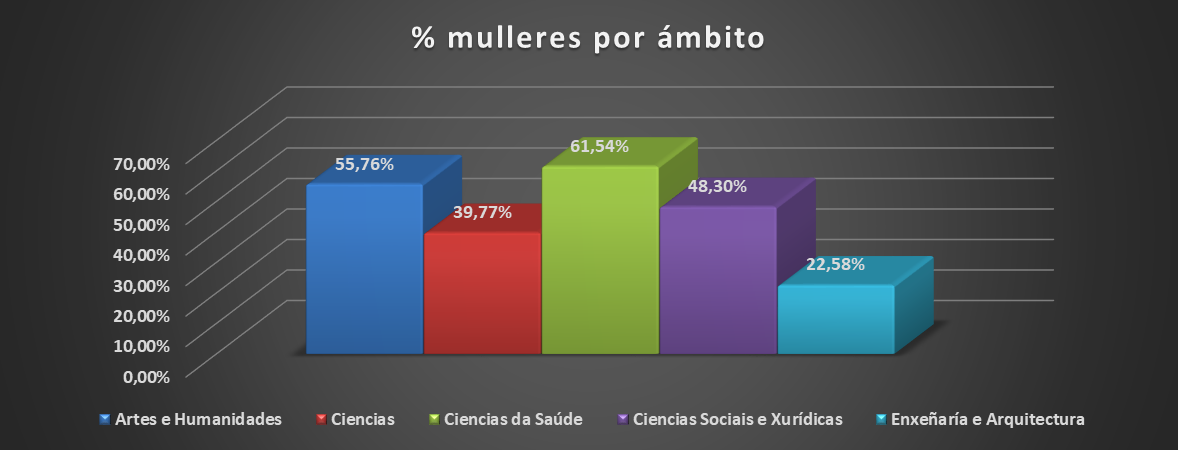 % mulleres por ámbito
70,00%
60,00%
50,00%
40,00%
30,00%
20,00%
10,00%
0,00%
55,76%
39,77%
61,54%
48,30%
22,58%
Artes e Humanidades
Ciencias
Ciencias da Saúde
Ciencias Sociais e Xurídicas
Enxeñaría e Arquitectura